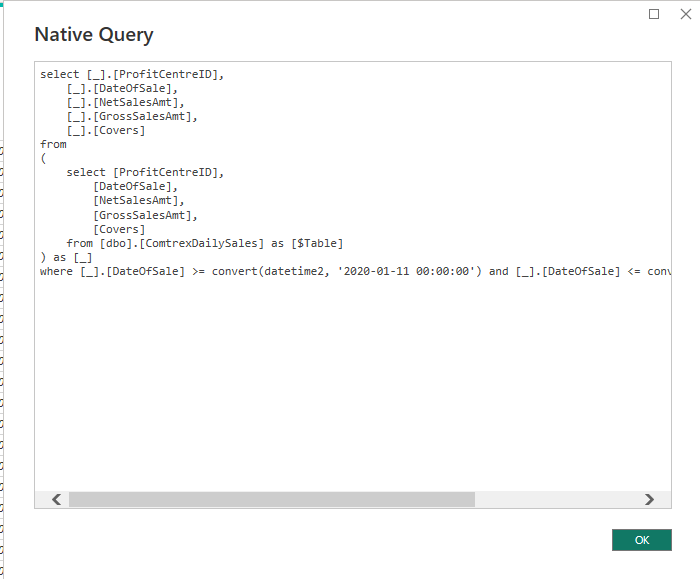 Native Query
select [_].[ProfitCentreID],
    [_].[DateOfSale],
    [_].[NetSalesAmt],
    [_].[GrossSalesAmt],
    [_].[Covers]
from
(
    select [ProfitCentreID],
        [DateOfSale],
        [NetSalesAmt],
        [GrossSalesAmt],
        [Covers]
    from [dbo].[ComtrexDailySales] as [$Table]
) as [_]
where [_].[DateOfSale] >= convert(datetime2, '2020-01-11 00:00:00') and [_].[DateOfSale] <= conv
OK